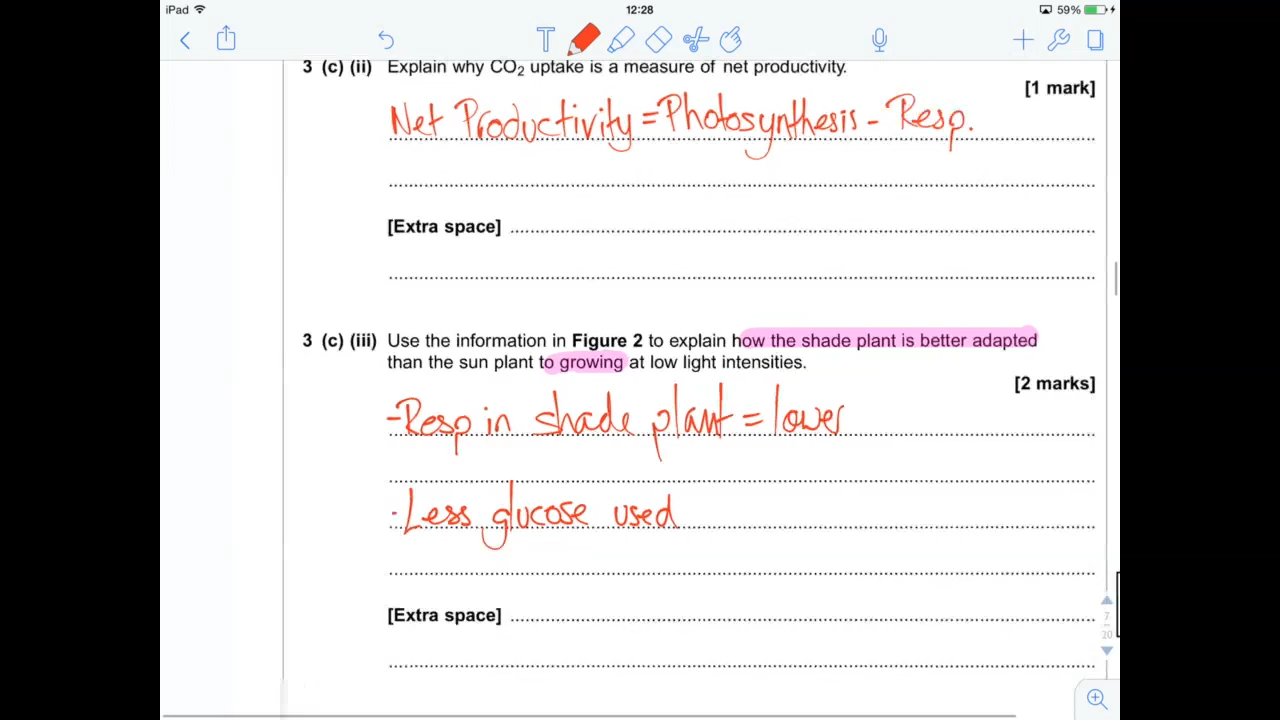 iPad 12:28 59%
T
3 (c) (ii) Explain why CO₂ uptake is a measure of net productivity.
[1 mark]
Net Productivity = Photosynthesis - Resp.
[Extra space]
3 (c) (iii) Use the information in Figure 2 to explain how the shade plant is better adapted
than the sun plant to growing at low light intensities.
[2 marks]
- Resp in shade plant = lower
- Less glucose used
[Extra space]
7
20